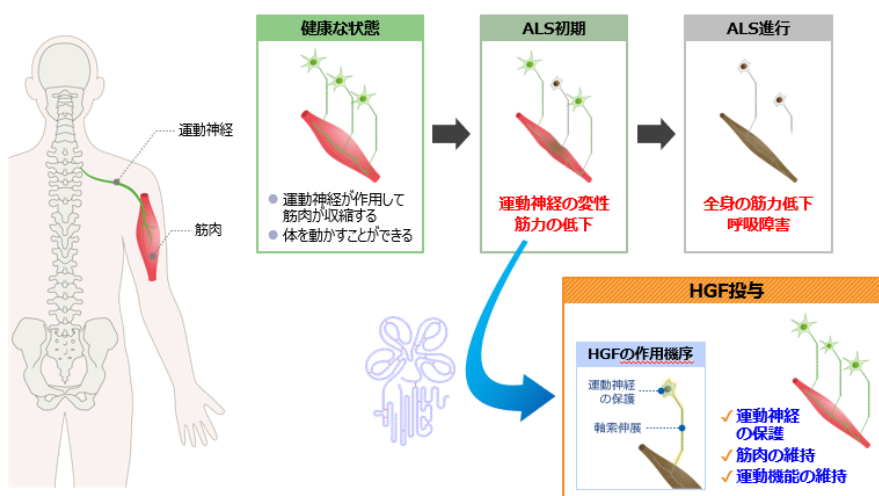 運動神経
筋肉
健康な状態
運動神経が作用して
筋肉が収縮する
体を動かすことができる
ALS初期
運動神経の変性
筋力の低下
ALS進行
全身の筋力低下
呼吸障害
HGF投与
HGFの作用機序
運動神経
の保護
軸索伸展
✓運動神経
の保護
✓筋肉の維持
✓運動機能の維持